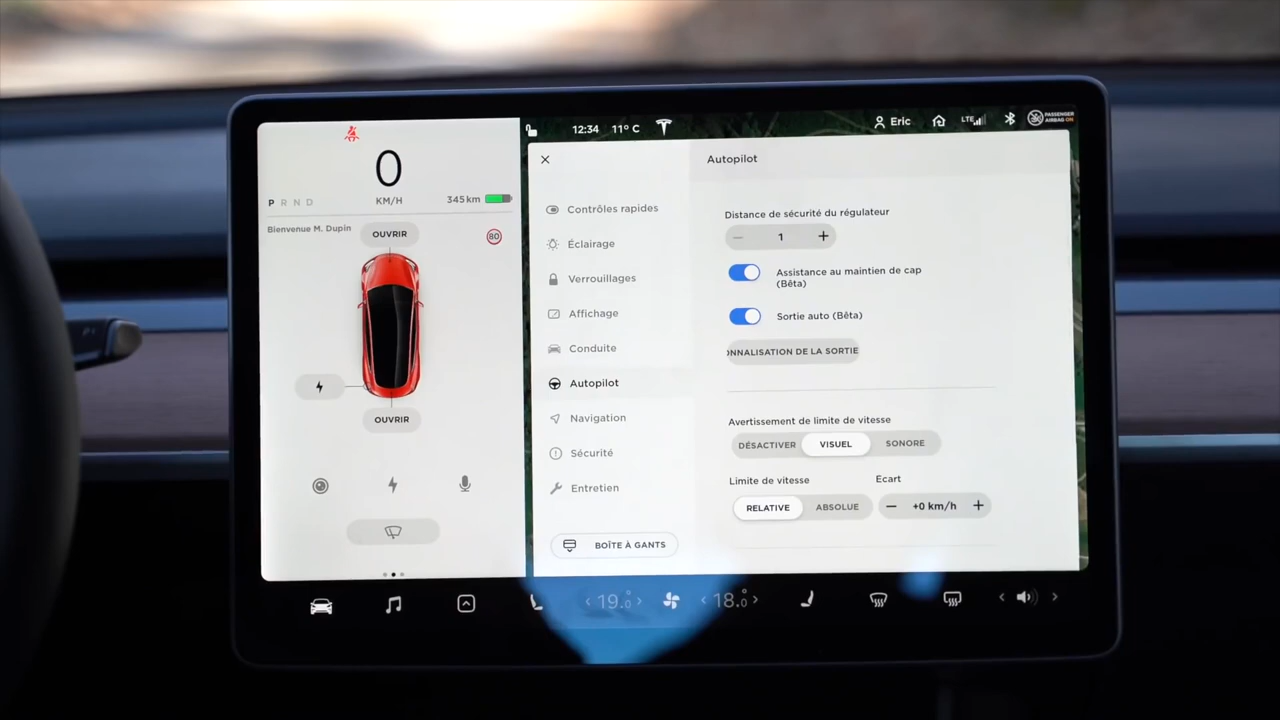 12:34 11° C
Eric
LTE
PASSENGER
AIRBAG ON
0
KM/H
P R N D
345 km
Bienvenue M. Dupin
80
OUVRIR
OUVRIR
Autopilot
Contrôles rapides
Éclairage
Verrouillages
Affichage
Conduite
Autopilot
Navigation
Sécurité
Entretien
BOÎTE À GANTS
Distance de sécurité du régulateur
− 1 +
Assistance au maintien de cap
(Bêta)
Sortie auto (Bêta)
ONNALISATION DE LA SORTIE
Avertissement de limite de vitesse
DÉSACTIVER VISUEL SONORE
Limite de vitesse Ecart
RELATIVE ABSOLUE − +0 km/h +
19.0 18.0